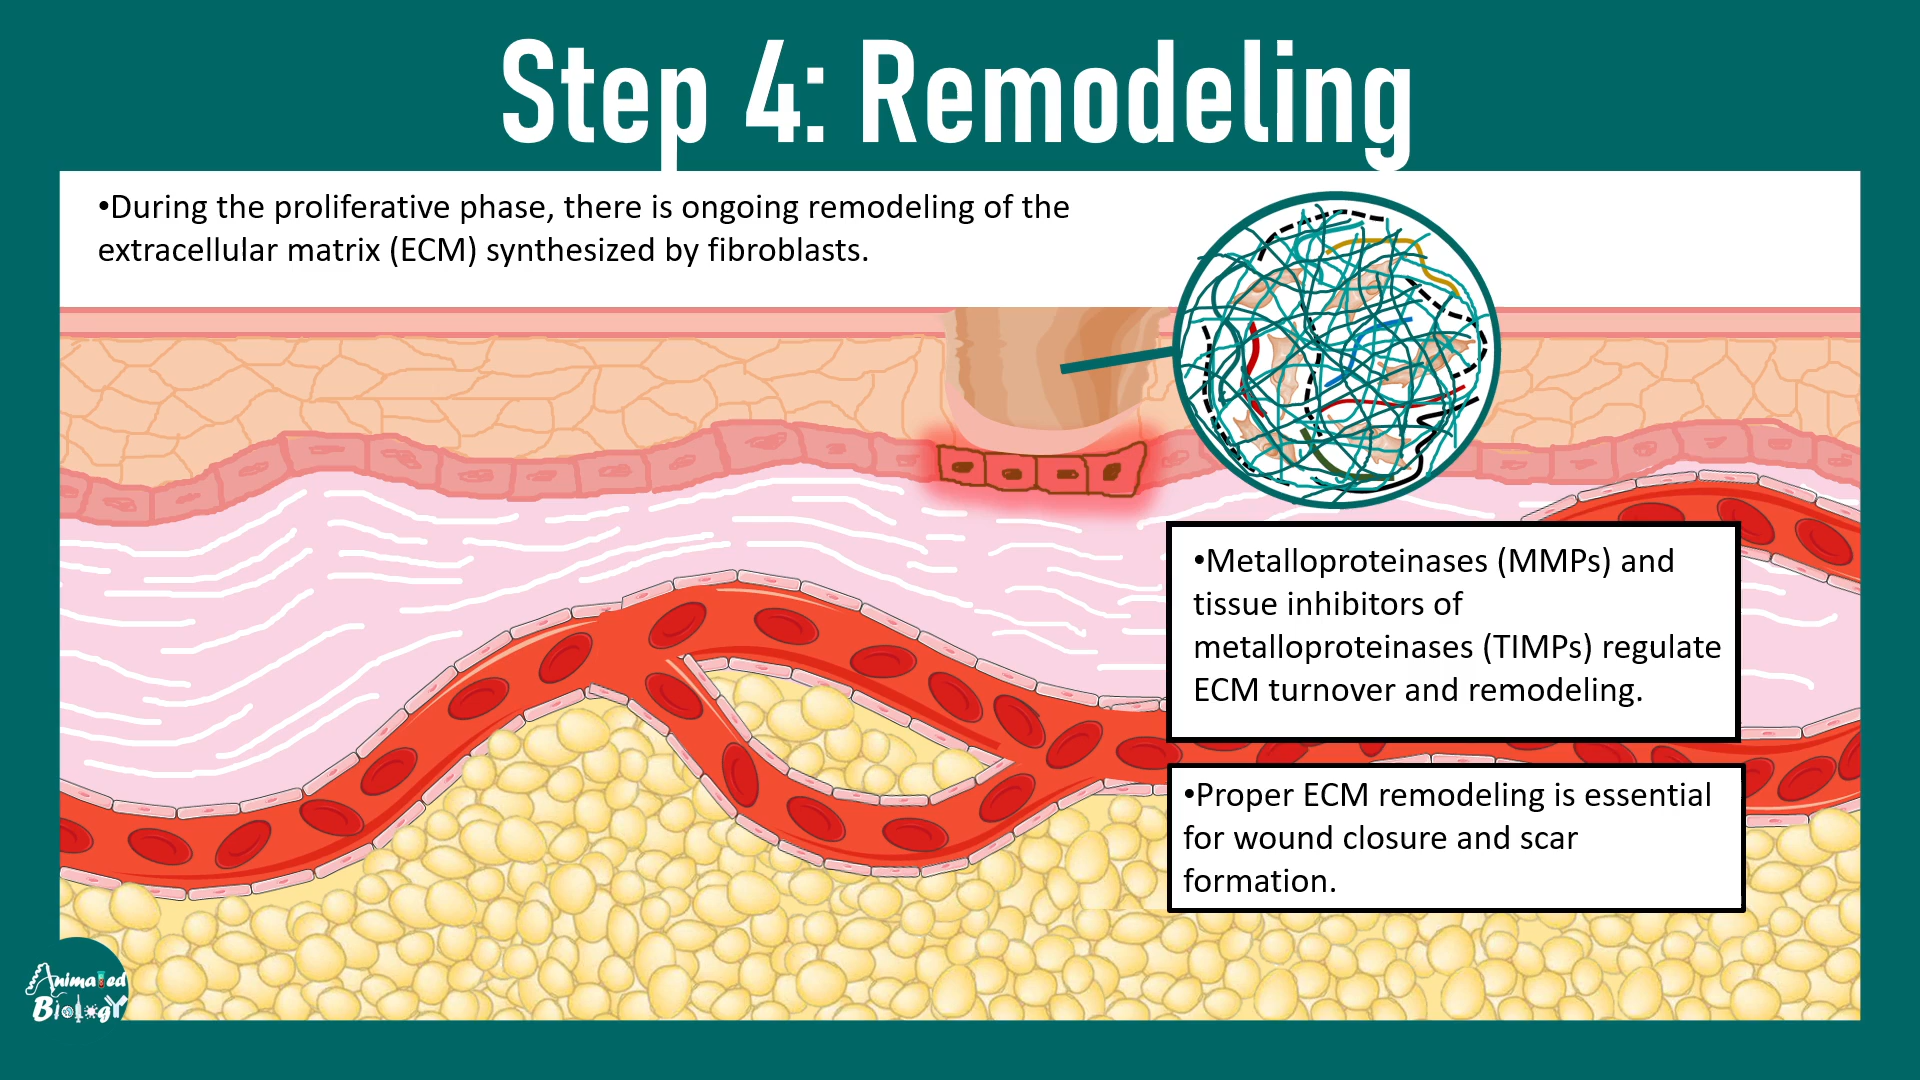 Step 4: Remodeling
•During the proliferative phase, there is ongoing remodeling of the
extracellular matrix (ECM) synthesized by fibroblasts.
•Metalloproteinases (MMPs) and
tissue inhibitors of
metalloproteinases (TIMPs) regulate
ECM turnover and remodeling.
•Proper ECM remodeling is essential
for wound closure and scar
formation.
Animated
Biology